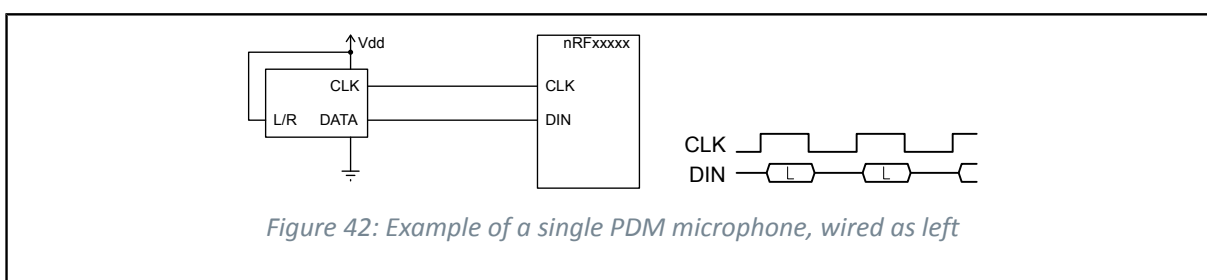 Vdd
nRFxxxxx
CLK
CLK
L/R DATA
DIN
CLK
DIN L L
Figure 42: Example of a single PDM microphone, wired as left